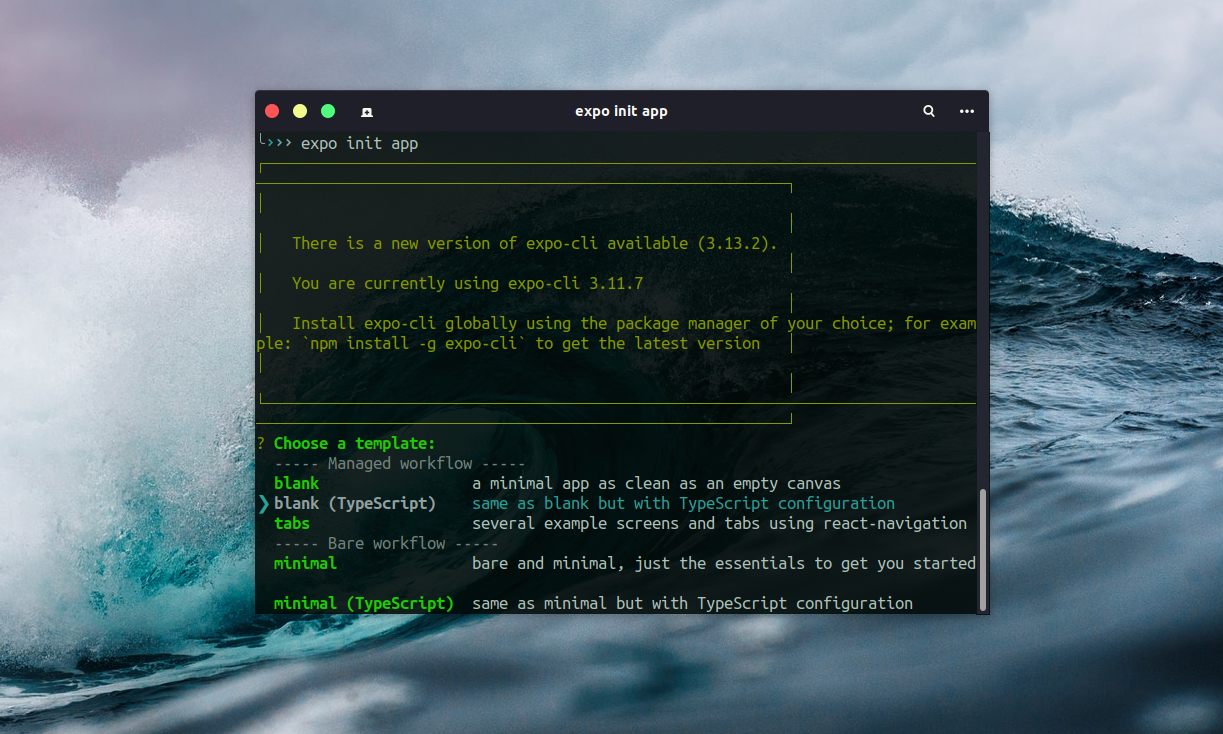 expo init app
expo init app
There is a new version of expo-cli available (3.13.2).
You are currently using expo-cli 3.11.7
Install expo-cli globally using the package manager of your choice; for exam
ple: `npm install -g expo-cli` to get the latest version
? Choose a template:
----- Managed workflow -----
blank a minimal app as clean as an empty canvas
❯ blank (TypeScript) same as blank but with TypeScript configuration
tabs several example screens and tabs using react-navigation
----- Bare workflow -----
minimal bare and minimal, just the essentials to get you started
minimal (TypeScript) same as minimal but with TypeScript configuration